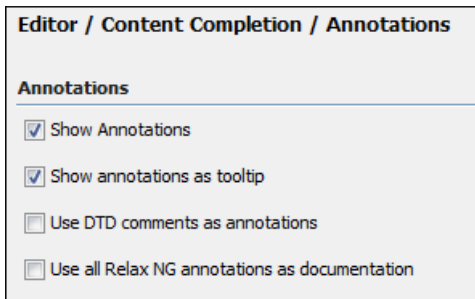 Editor / Content Completion / Annotations
Annotations
Show Annotations
Show annotations as tooltip
Use DTD comments as annotations
Use all Relax NG annotations as documentation